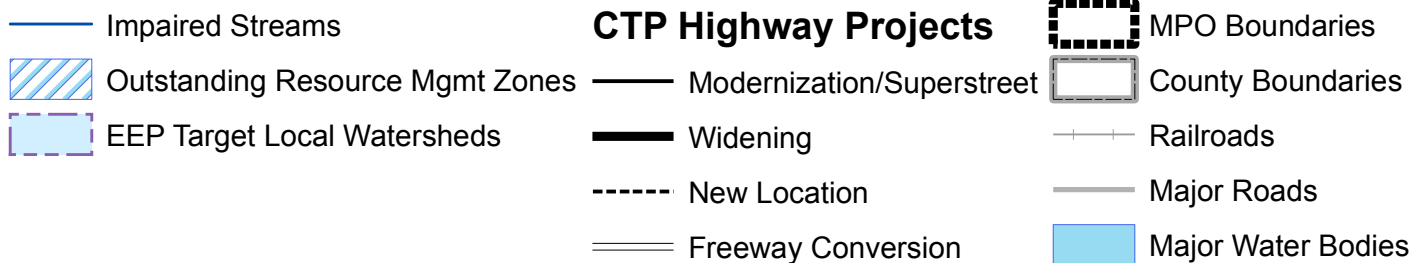 Impaired Streams
Outstanding Resource Mgmt Zones
EEP Target Local Watersheds
CTP Highway Projects
Modernization/Superstreet
Widening
New Location
Freeway Conversion
MPO Boundaries
County Boundaries
Railroads
Major Roads
Major Water Bodies